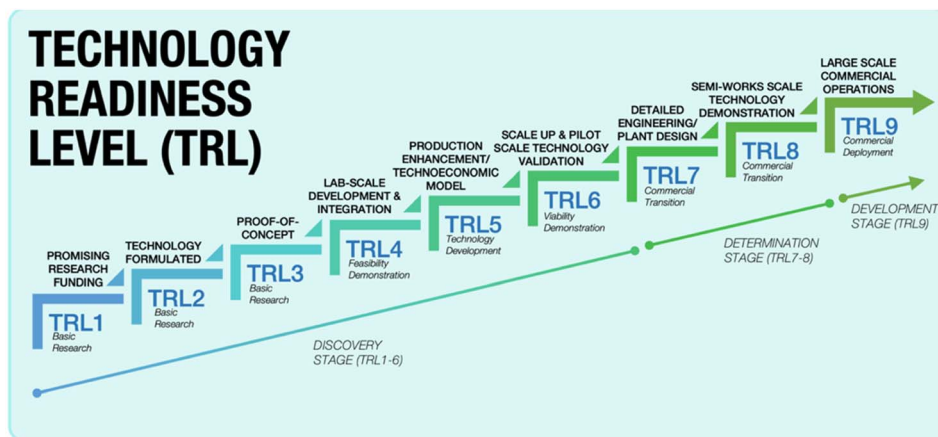 TECHNOLOGY
READINESS
LEVEL (TRL)
PROMISING
RESEARCH
FUNDING
TRL1
Basic
Research
TECHNOLOGY
FORMULATED
TRL2
Basic
Research
PROOF-OF-
CONCEPT
TRL3
Basic
Research
LAB-SCALE
DEVELOPMENT &
INTEGRATION
TRL4
Feasibility
Demonstration
PRODUCTION
ENHANCEMENT/
TECHNOECONOMIC
MODEL
TRL5
Technology
Development
SCALE UP & PILOT
SCALE TECHNOLOGY
VALIDATION
TRL6
Viability
Demonstration
DETAILED
ENGINEERING/
PLANT DESIGN
TRL7
Commercial
Transition
SEMI-WORKS SCALE
TECHNOLOGY
DEMONSTRATION
TRL8
Commercial
Transition
LARGE SCALE
COMMERCIAL
OPERATIONS
TRL9
Commercial
Deployment
DISCOVERY
STAGE (TRL1-6)
DETERMINATION
STAGE (TRL7-8)
DEVELOPMENT
STAGE (TRL9)